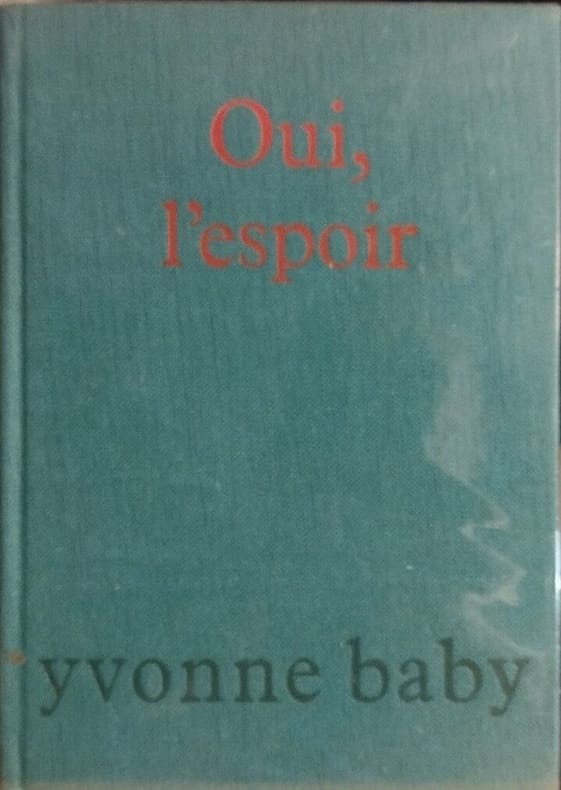 Oui,
l'espoir
yvonne baby